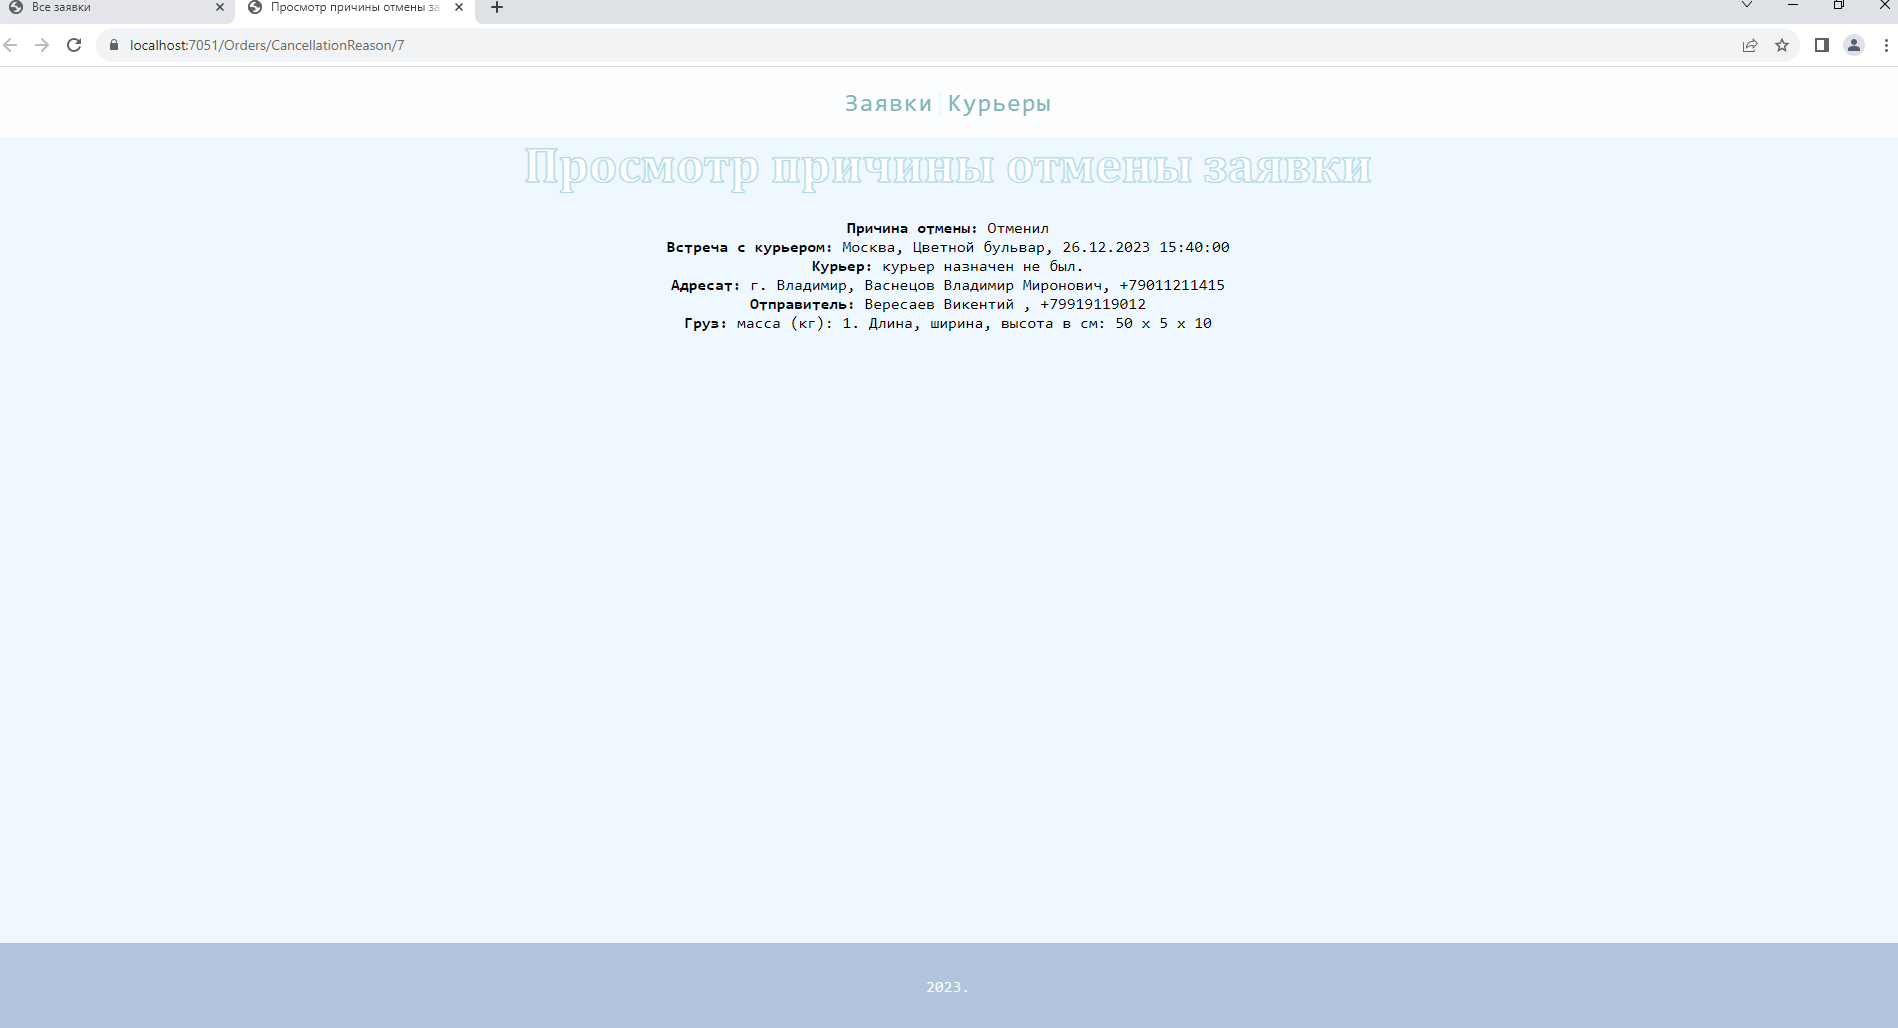 Все заявки
Просмотр причины отмены за
localhost:7051/Orders/CancellationReason/7
Заявки Курьеры
Просмотр причины отмены заявки
Причина отмены: Отменил
Встреча с курьером: Москва, Цветной бульвар, 26.12.2023 15:40:00
Курьер: курьер назначен не был.
Адресат: г. Владимир, Васнецов Владимир Миронович, +79011211415
Отправитель: Вересаев Викентий , +79919119012
Груз: масса (кг): 1. Длина, ширина, высота в см: 50 x 5 x 10
2023.